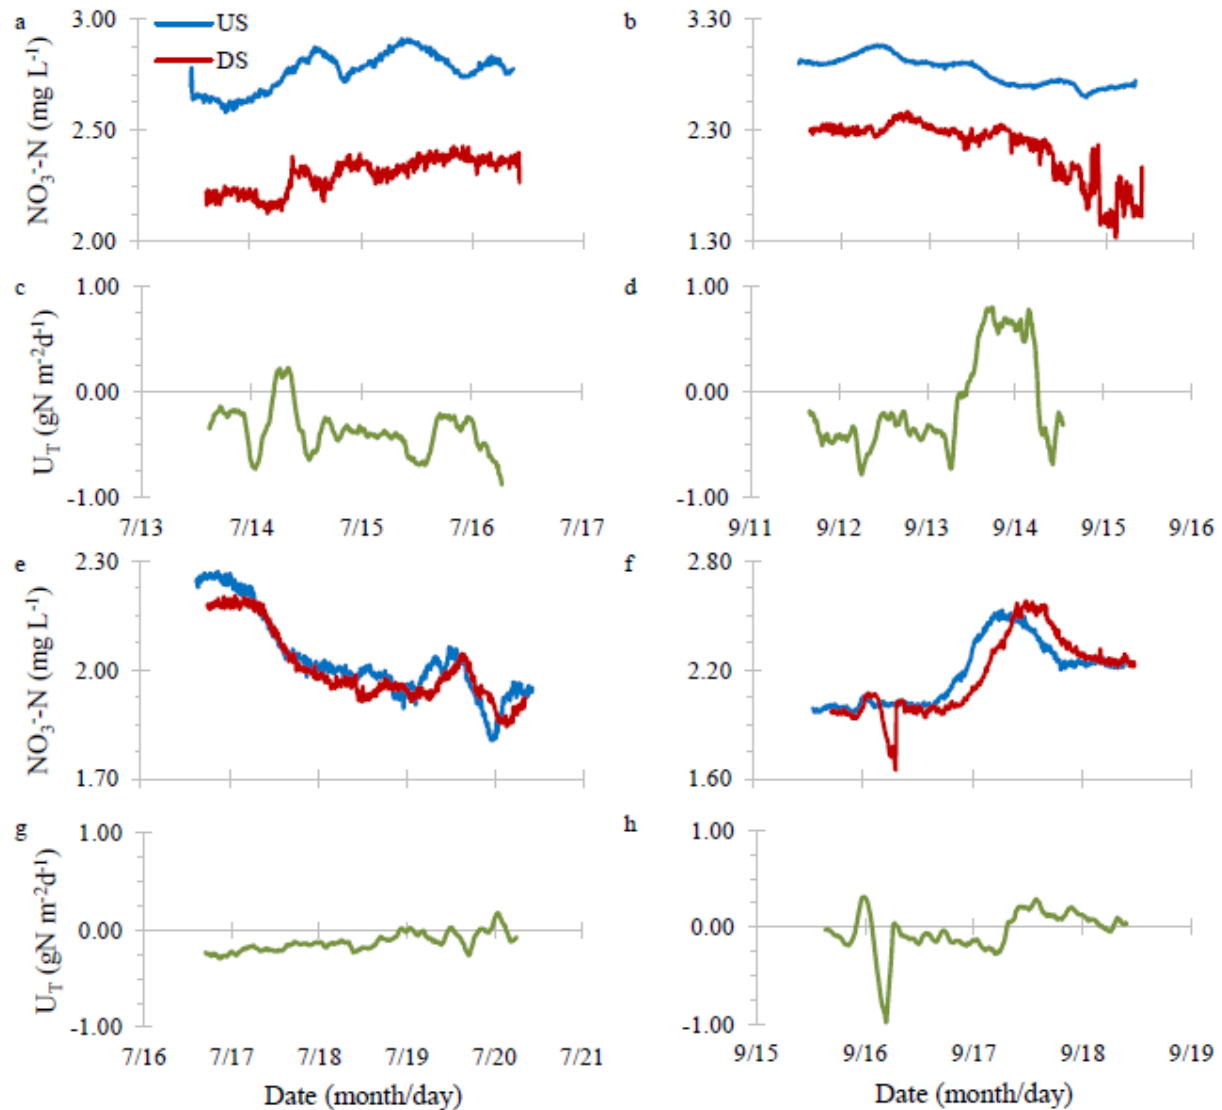 a
3.00
US
DS
2.50
2.00
NO₃⁻-N (mg L⁻¹)
b
3.30
2.30
1.30
c
1.00
0.00
-1.00
U_T (gN m⁻²d⁻¹)
7/13 7/14 7/15 7/16 7/17
d
1.00
0.00
-1.00
9/11 9/12 9/13 9/14 9/15 9/16
e
2.30
2.00
1.70
NO₃⁻-N (mg L⁻¹)
f
2.80
2.20
1.60
g
1.00
0.00
-1.00
U_T (gN m⁻²d⁻¹)
7/16 7/17 7/18 7/19 7/20 7/21
Date (month/day)
h
1.00
0.00
-1.00
9/15 9/16 9/17 9/18 9/19
Date (month/day)